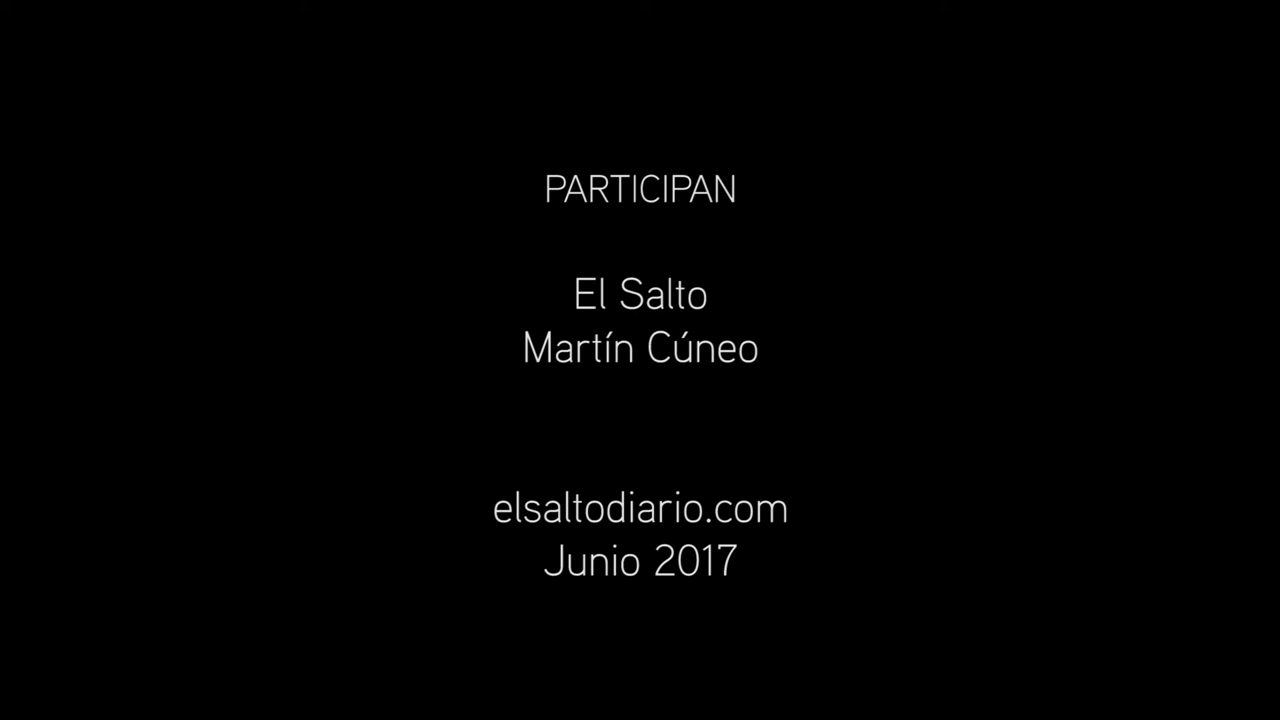 PARTICIPAN
El Salto
Martín Cúneo
elsaltodiario.com
Junio 2017